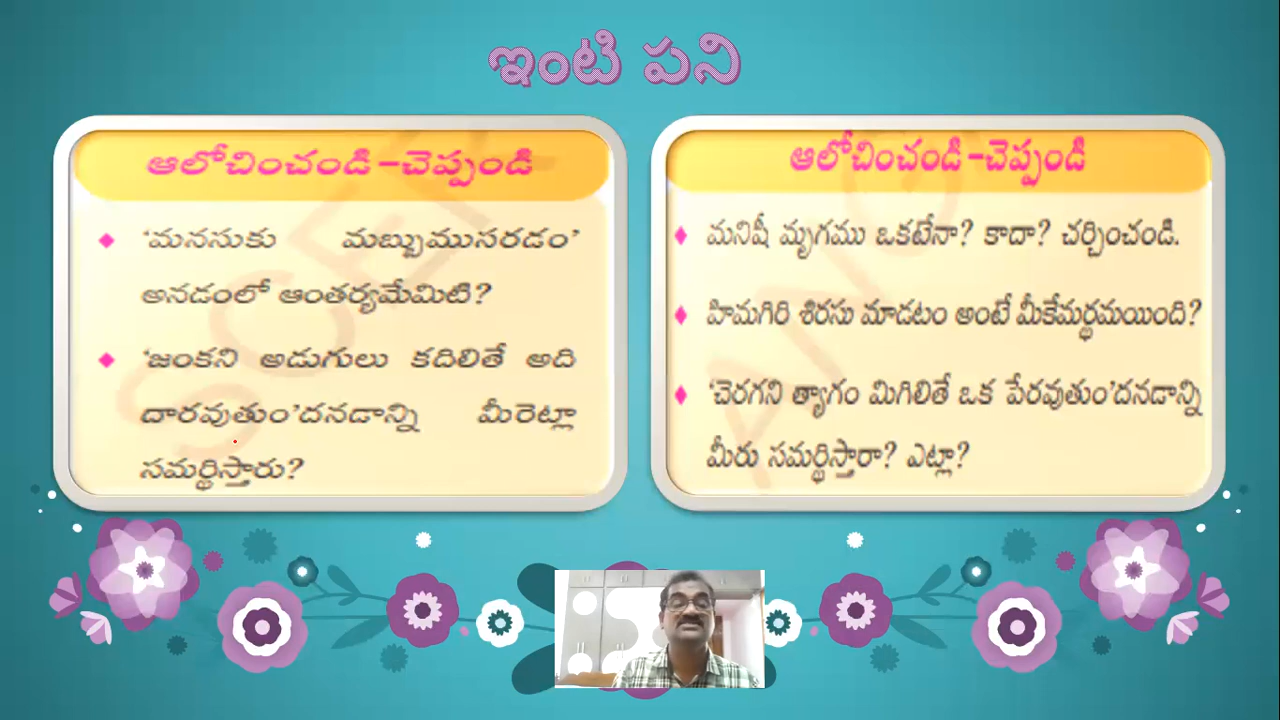 ఇంటి పని
ఆలోచించండి-చెప్పండి
‘మనసుకు మబ్బుముసరడం’
అనడంలో ఆంతర్యమేమిటి?
‘జంకని అడుగులు కదిలితే అది
దారవుతుం’దనడాన్ని మీరెట్లా
సమర్థిస్తారు?
ఆలోచించండి-చెప్పండి
మనిషీ మృగము ఒకటేనా? కాదా? చర్చించండి.
హిమగిరి శిరసు మాడటం అంటే మీకేమర్థమయింది?
‘చెరగని త్యాగం మిగిలితే ఒక పేరవుతుం’దనడాన్ని
మీరు సమర్థిస్తారా? ఎట్లా?